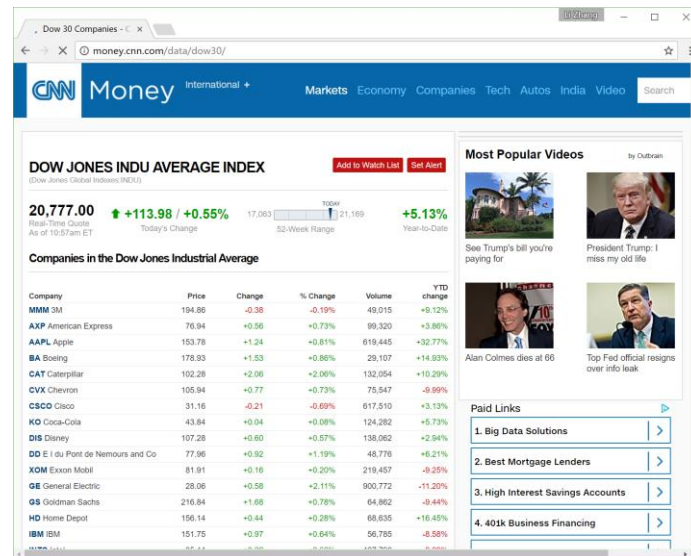 Dow 30 Companies - C
money.cnn.com/data/dow30/
CNN Money International +
Markets Economy Companies Tech Autos India Video Search
DOW JONES INDU AVERAGE INDEX
(Dow Jones Global Indexes INDU)
Add to Watch List Set Alert
20,777.00
Real-Time Quote
As of 10:57am ET
+113.98 / +0.55%
Today's Change
TODAY
17,063 21,169
52-Week Range
+5.13%
Year-to-Date
Companies in the Dow Jones Industrial Average
Company Price Change % Change Volume YTD change
MMM 3M 194.86 -0.38 -0.19% 49,015 +9.12%
AXP American Express 76.94 +0.56 +0.73% 99,320 +3.86%
AAPL Apple 153.78 +1.24 +0.81% 619,445 +32.77%
BA Boeing 178.93 +1.53 +0.86% 29,107 +14.93%
CAT Caterpillar 102.28 +2.06 +2.06% 132,054 +10.29%
CVX Chevron 105.94 +0.77 +0.73% 75,547 -9.99%
CSCO Cisco 31.16 -0.21 -0.69% 617,510 +3.13%
KO Coca-Cola 43.84 +0.04 +0.08% 124,282 +5.73%
DIS Disney 107.28 +0.60 +0.57% 138,062 +2.94%
DD E I du Pont de Nemours and Co 77.96 +0.92 +1.19% 48,776 +6.21%
XOM Exxon Mobil 81.91 +0.16 +0.20% 219,457 -9.25%
GE General Electric 28.06 +0.58 +2.11% 900,772 -11.20%
GS Goldman Sachs 216.84 +1.68 +0.78% 64,862 -9.44%
HD Home Depot 156.14 +0.44 +0.28% 68,635 +16.45%
IBM IBM 151.75 +0.97 +0.64% 56,785 -8.58%
Most Popular Videos
by Outbrain
See Trump's bill you're
paying for
President Trump: I
miss my old life
Alan Colmes dies at 66
Top Fed official resigns
over info leak
Paid Links
1. Big Data Solutions
2. Best Mortgage Lenders
3. High Interest Savings Accounts
4. 401k Business Financing